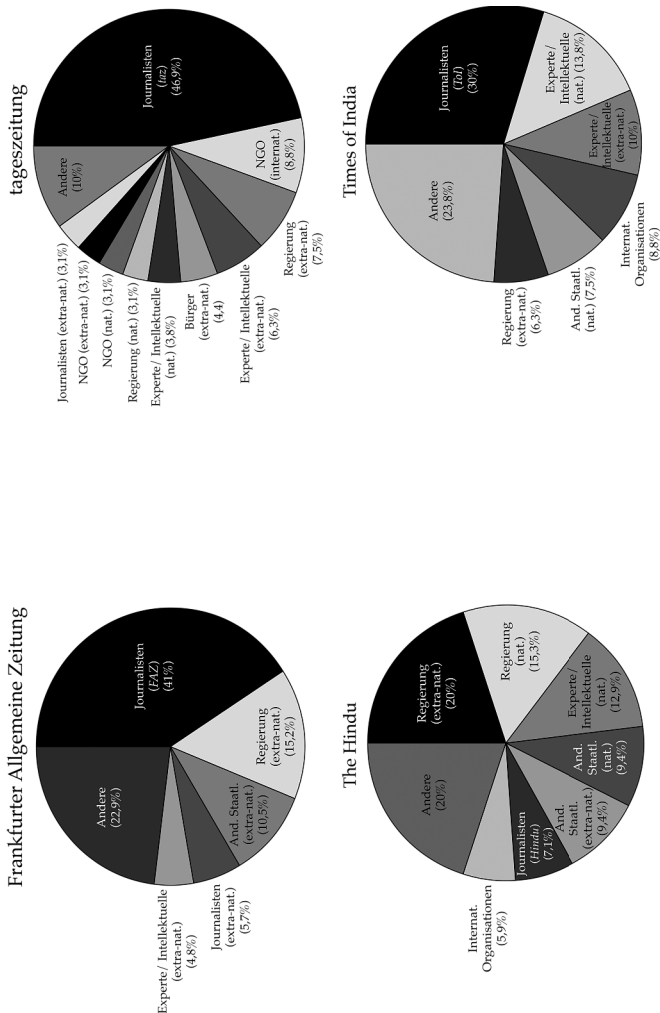 Frankfurter Allgemeine Zeitung
Andere
(22,9%)
Journalisten
(FAZ)
(41%)
Regierung
(extra-nat.)
(15,2%)
And. Staatl.
(extra-nat.)
(10,5%)
Journalisten
(extra-nat.)
(5,7%)
Experte/ Intellektuelle
(extra-nat.)
(4,8%)
tageszeitung
Andere
(10%)
Journalisten
(taz)
(46,9%)
NGO
(internat.)
(8,8%)
Regierung
(extra-nat.)
(7,5%)
Experte/ Intellektuelle
(extra-nat.)
(6,3%)
Bürger
(extra-nat.)
(4,4)
Experte/ Intellektuelle
(nat.) (3,8%)
Regierung (nat.) (3,1%)
NGO (nat.) (3,1%)
NGO (extra-nat.) (3,1%)
Journalisten (extra-nat.) (3,1%)
The Hindu
Andere
(20%)
Regierung
(extra-nat.)
(20%)
Regierung
(nat.)
(15,3%)
Experte/
Intellektuelle
(nat.)
(12,9%)
And.
Staatl.
(nat.)
(9,4%)
And.
Staatl.
(extra-nat.)
(9,4%)
Journalisten
(Hindu)
(7,1%)
Internat.
Organisationen
(5,9%)
Times of India
Andere
(23,8%)
Journalisten
(ToI)
(30%)
Experte/
Intellektuelle
(nat.) (13,8%)
Experte/
Intellektuelle
(extra-nat.)
(10%)
Internat.
Organisationen
(8,8%)
And. Staatl.
(nat.) (7,5%)
Regierung
(extra-nat.)
(6,3%)